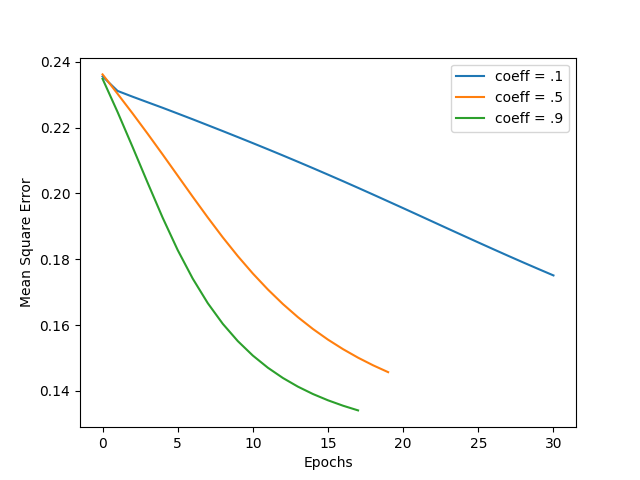 0.24
0.22
0.20
0.18
0.16
0.14
Mean Square Error
0 5 10 15 20 25 30
Epochs
coeff = .1
coeff = .5
coeff = .9